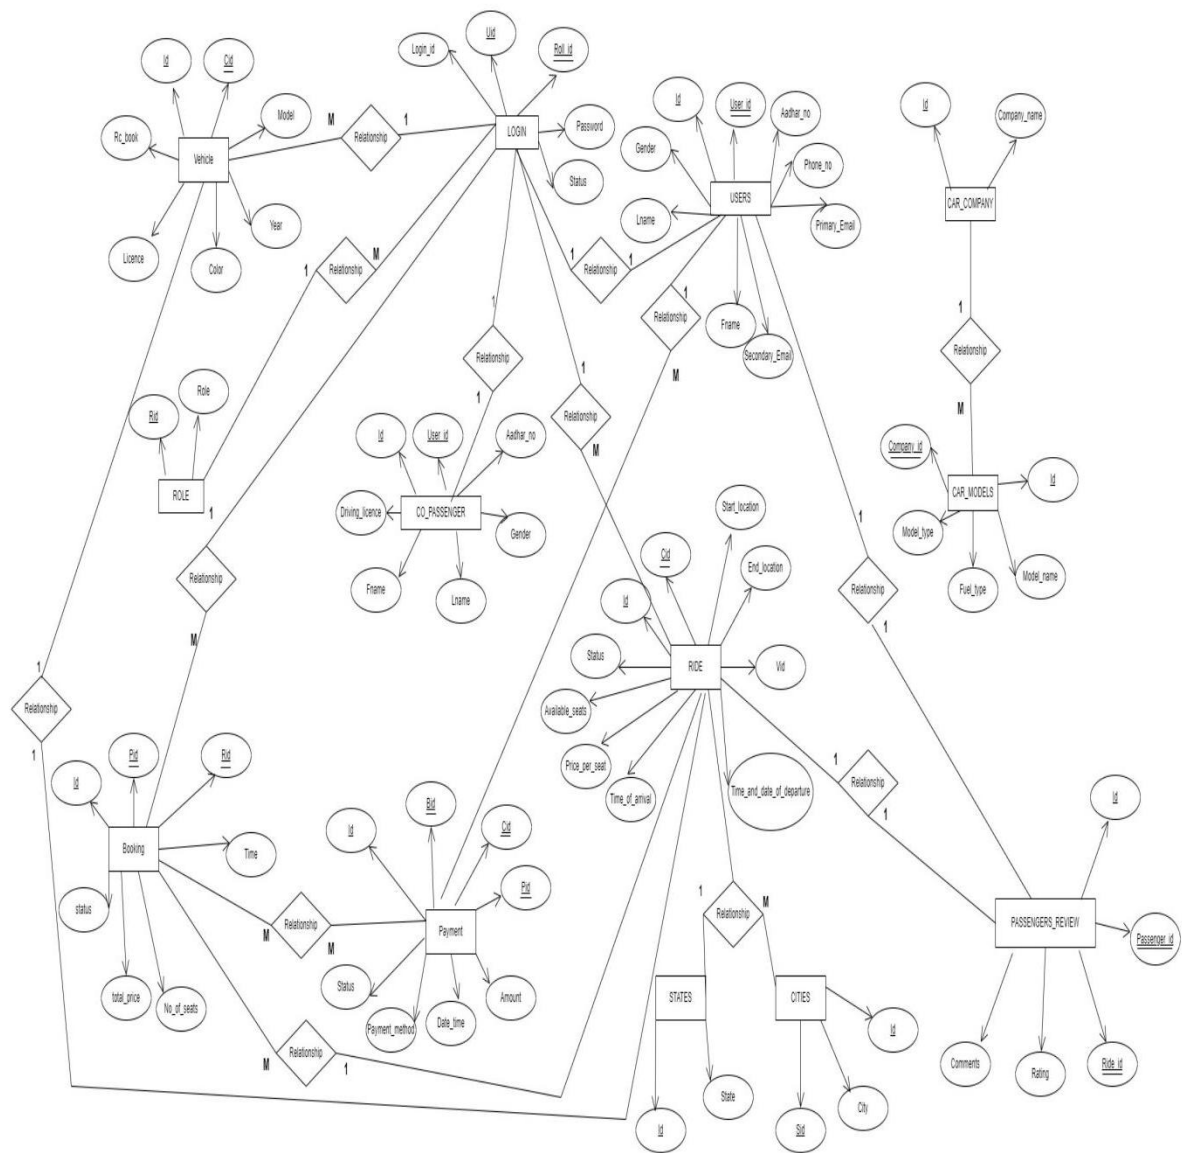 Uid
Login_id
Roll_id
Id
Cid
Id
User_id
Aadhar_no
Id
Company_name
Model
M
Relationship
1
LOGIN
Password
Rc_book
Vehicle
Gender
Phone_no
Status
USERS
CAR_COMPANY
Lname
Primary_Email
Year
Licence
Color
1
Relationship
M
1
Relationship
1
1
Relationship
M
1
Relationship
1
Fname
Secondary_Email
1
Relationship
M
1
Relationship
M
1
Relationship
1
Rid
Role
ROLE
1
Id
User_id
Aadhar_no
Driving_licence
CO_PASSENGER
Gender
Fname
Lname
Company_id
Id
CAR_MODELS
Model_type
Fuel_type
Model_name
Relationship
M
1
Relationship
1
Start_location
Cid
End_location
Id
Status
RIDE
Vid
Available_seats
Price_per_seat
Time_of_arrival
Time_and_date_of_departure
1
Relationship
1
1
Relationship
1
Pid
Rid
Id
Booking
Time
status
total_price
No_of_seats
M
Relationship
M
Bid
Id
Cid
Pid
Payment
Status
Amount
Payment_method
Date_time
M
Relationship
1
1
Relationship
M
STATES
CITIES
Id
State
Id
Sid
City
Id
PASSENGERS_REVIEW
Passenger_id
Comments
Rating
Ride_id